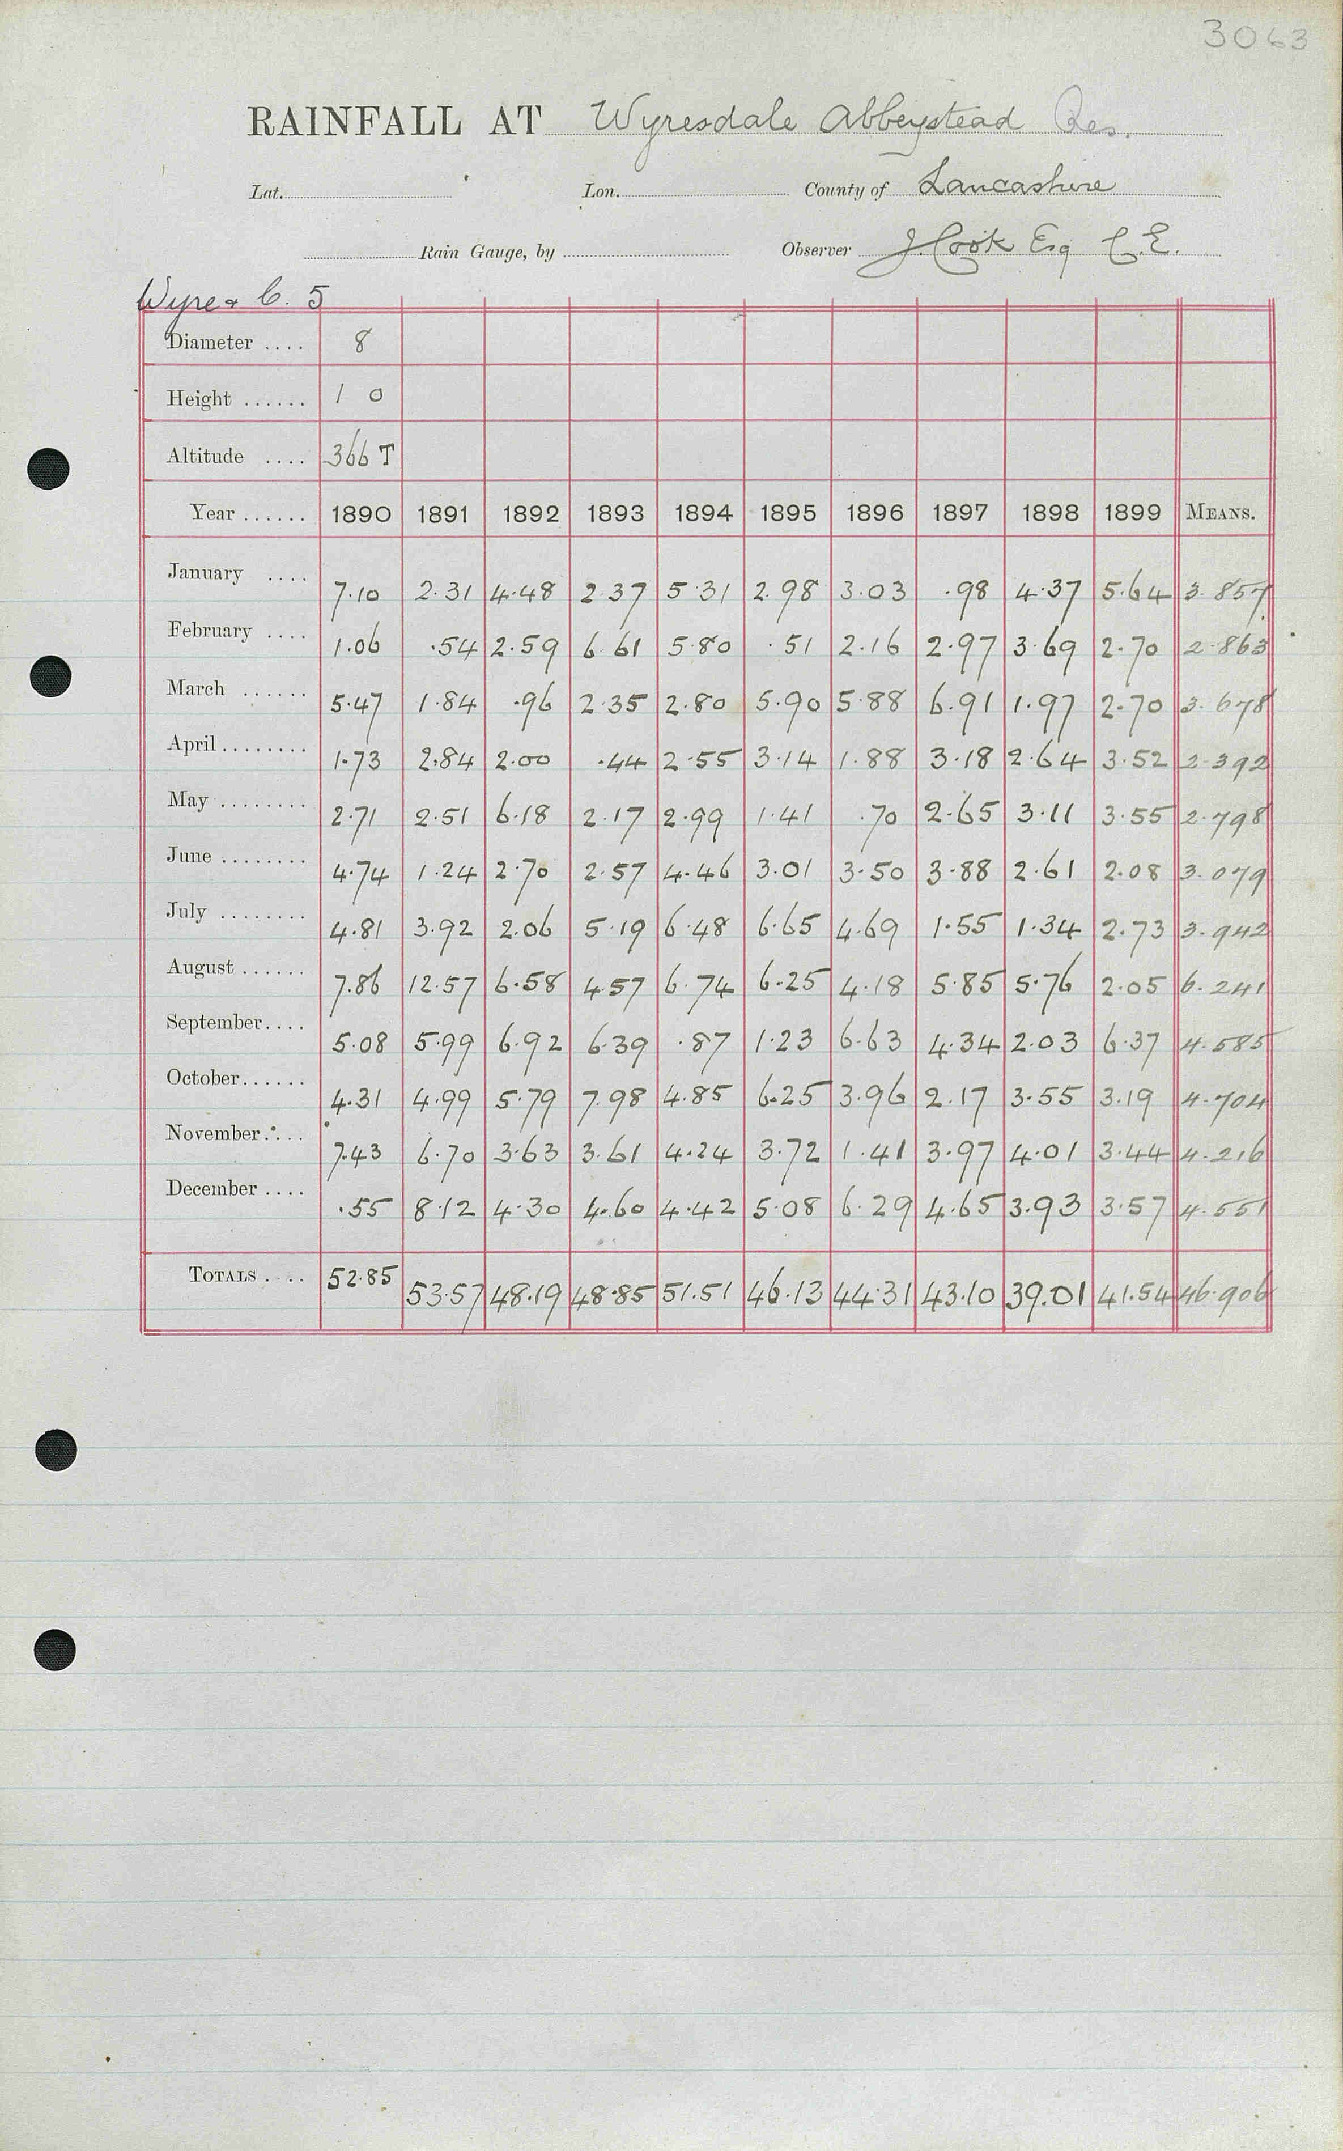 3063
RAINFALL AT Wyresdale Abbeystead Res.
Lat. Lon. County of Lancashire
Rain Gauge, by Observer J. Cook Esq C.E.
Wyre & C. 5
Diameter .... 8
Height ...... 1 0
Altitude .... 366 T
Year ...... 1890 1891 1892 1893 1894 1895 1896 1897 1898 1899 MEANS.
January .... 7.10 2.31 4.48 2.37 5.31 2.98 3.03 .98 4.37 5.64 3.857
February .... 1.06 .54 2.59 6.61 5.80 .51 2.16 2.97 3.69 2.70 2.863
March ...... 5.47 1.84 .96 2.35 2.80 5.90 5.88 6.91 1.97 2.70 3.678
April ........ 1.73 2.84 2.00 .44 2.55 3.14 1.88 3.18 2.64 3.52 2.392
May ........ 2.71 2.51 6.18 2.17 2.99 1.41 .70 2.65 3.11 3.55 2.798
June ........ 4.74 1.24 2.70 2.57 4.46 3.01 3.50 3.88 2.61 2.08 3.079
July ........ 4.81 3.92 2.06 5.19 6.48 6.65 4.69 1.55 1.34 2.73 3.942
August ...... 7.86 12.57 6.58 4.57 6.74 6.25 4.18 5.85 5.76 2.05 6.241
September.... 5.08 5.99 6.92 6.39 .87 1.23 6.63 4.34 2.03 6.37 4.585
October...... 4.31 4.99 5.79 7.98 4.85 6.25 3.96 2.17 3.55 3.19 4.704
November.... 7.43 6.70 3.63 3.61 4.24 3.72 1.41 3.97 4.01 3.44 4.216
December .... .55 8.12 4.30 4.60 4.42 5.08 6.29 4.65 3.93 3.57 4.551
TOTALS .... 52.85 53.57 48.19 48.85 51.51 46.13 44.31 43.10 39.01 41.54 46.906